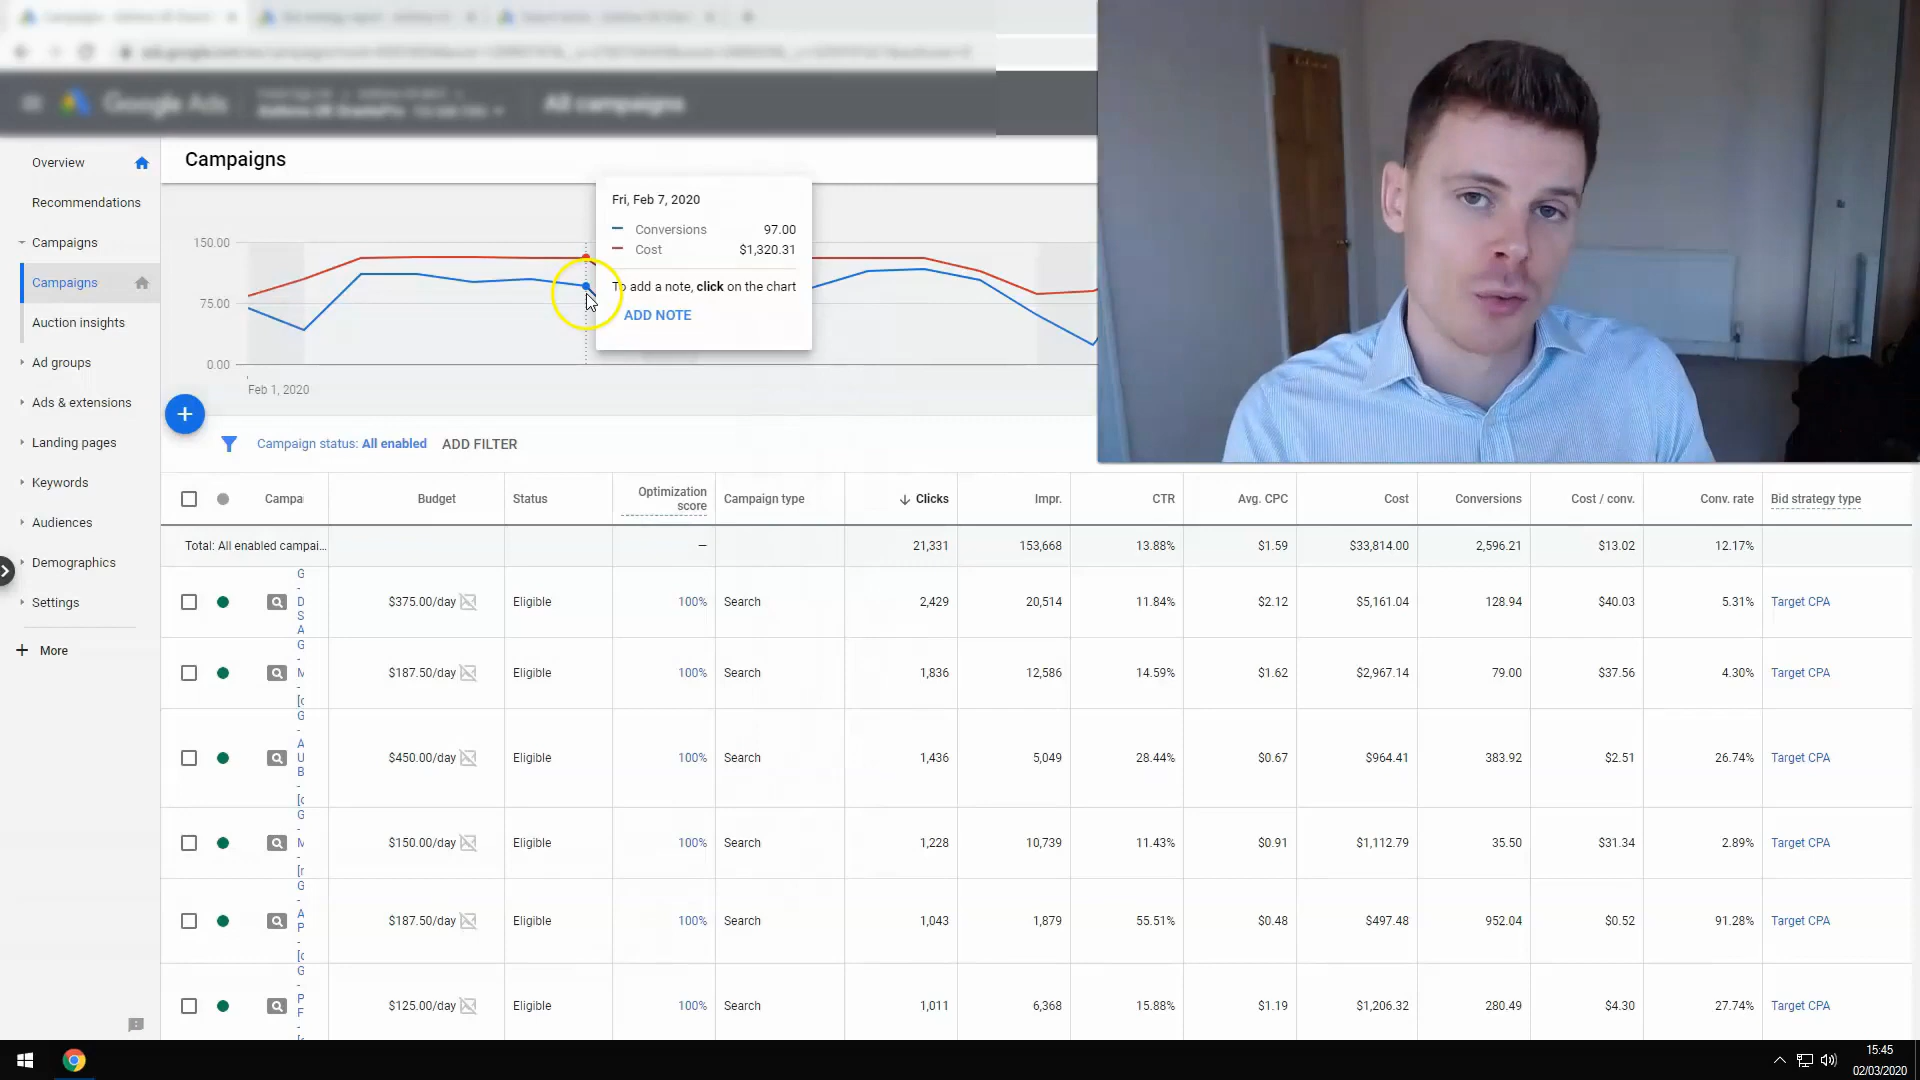 Google Ads
All campaigns
Overview
Recommendations
Campaigns
Campaigns
Auction insights
Ad groups
Ads & extensions
Landing pages
Keywords
Audiences
Demographics
Settings
More
Campaigns
150.00
75.00
0.00
Feb 1, 2020
Fri, Feb 7, 2020
Conversions 97.00
Cost $1,320.31
To add a note, click on the chart
ADD NOTE
Campaign status: All enabled ADD FILTER
Campai Budget Status Optimization score Campaign type Clicks Impr. CTR Avg. CPC Cost Conversions Cost / conv. Conv. rate Bid strategy type
Total: All enabled campai... — 21,331 153,668 13.88% $1.59 $33,814.00 2,596.21 $13.02 12.17%
G - D S A $375.00/day Eligible 100% Search 2,429 20,514 11.84% $2.12 $5,161.04 128.94 $40.03 5.31% Target CPA
G - M - [c $187.50/day Eligible 100% Search 1,836 12,586 14.59% $1.62 $2,967.14 79.00 $37.56 4.30% Target CPA
G - A U B - [c $450.00/day Eligible 100% Search 1,436 5,049 28.44% $0.67 $964.41 383.92 $2.51 26.74% Target CPA
G - M - [r $150.00/day Eligible 100% Search 1,228 10,739 11.43% $0.91 $1,112.79 35.50 $31.34 2.89% Target CPA
G - A P - [c $187.50/day Eligible 100% Search 1,043 1,879 55.51% $0.48 $497.48 952.04 $0.52 91.28% Target CPA
G - P F - $125.00/day Eligible 100% Search 1,011 6,368 15.88% $1.19 $1,206.32 280.49 $4.30 27.74% Target CPA
15:45
02/03/2020